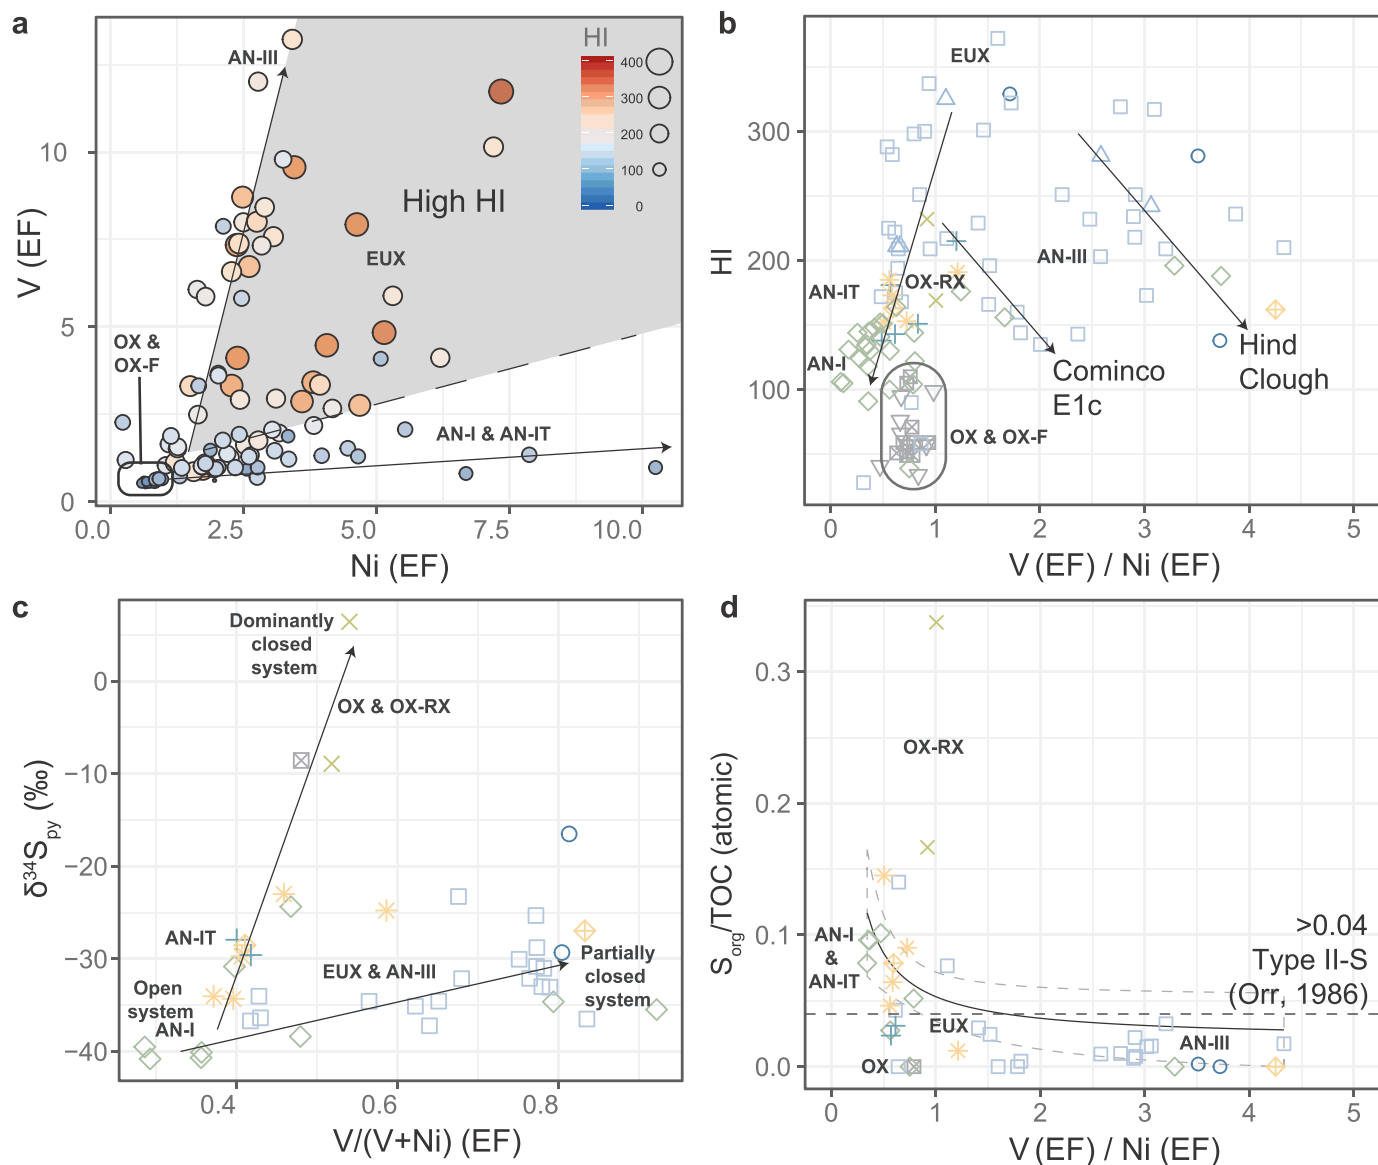 a
V (EF)
10
5
0
0.0
2.5
5.0
7.5
10.0
Ni (EF)
AN-III
High HI
EUX
OX &
OX-F
AN-I & AN-IT
HI
400
300
200
100
0
b
HI
300
200
100
0
1
2
3
4
5
V (EF) / Ni (EF)
EUX
AN-III
AN-IT
OX-RX
AN-I
Cominco
E1c
Hind
Clough
OX & OX-F
c
δ³⁴Spy (‰)
0
−10
−20
−30
−40
0.4
0.6
0.8
V/(V+Ni) (EF)
Dominantly
closed
system
OX & OX-RX
AN-IT
Open
system
AN-I
EUX & AN-III
Partially
closed
system
d
Sorg/TOC (atomic)
0.3
0.2
0.1
0.0
0
1
2
3
4
5
V (EF) / Ni (EF)
OX-RX
AN-I
&
AN-IT
>0.04
Type II-S
(Orr, 1986)
EUX
AN-III
OX